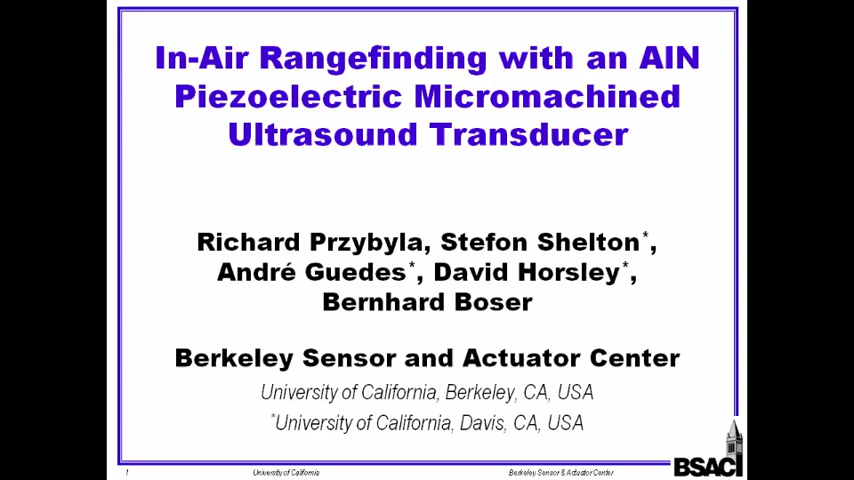 In-Air Rangefinding with an AlN
Piezoelectric Micromachined
Ultrasound Transducer
Richard Przybyla, Stefon Shelton*,
André Guedes*, David Horsley*,
Bernhard Boser
Berkeley Sensor and Actuator Center
University of California, Berkeley, CA, USA
*University of California, Davis, CA, USA
1 University of California Berkeley Sensor & Actuator Center
BSAC